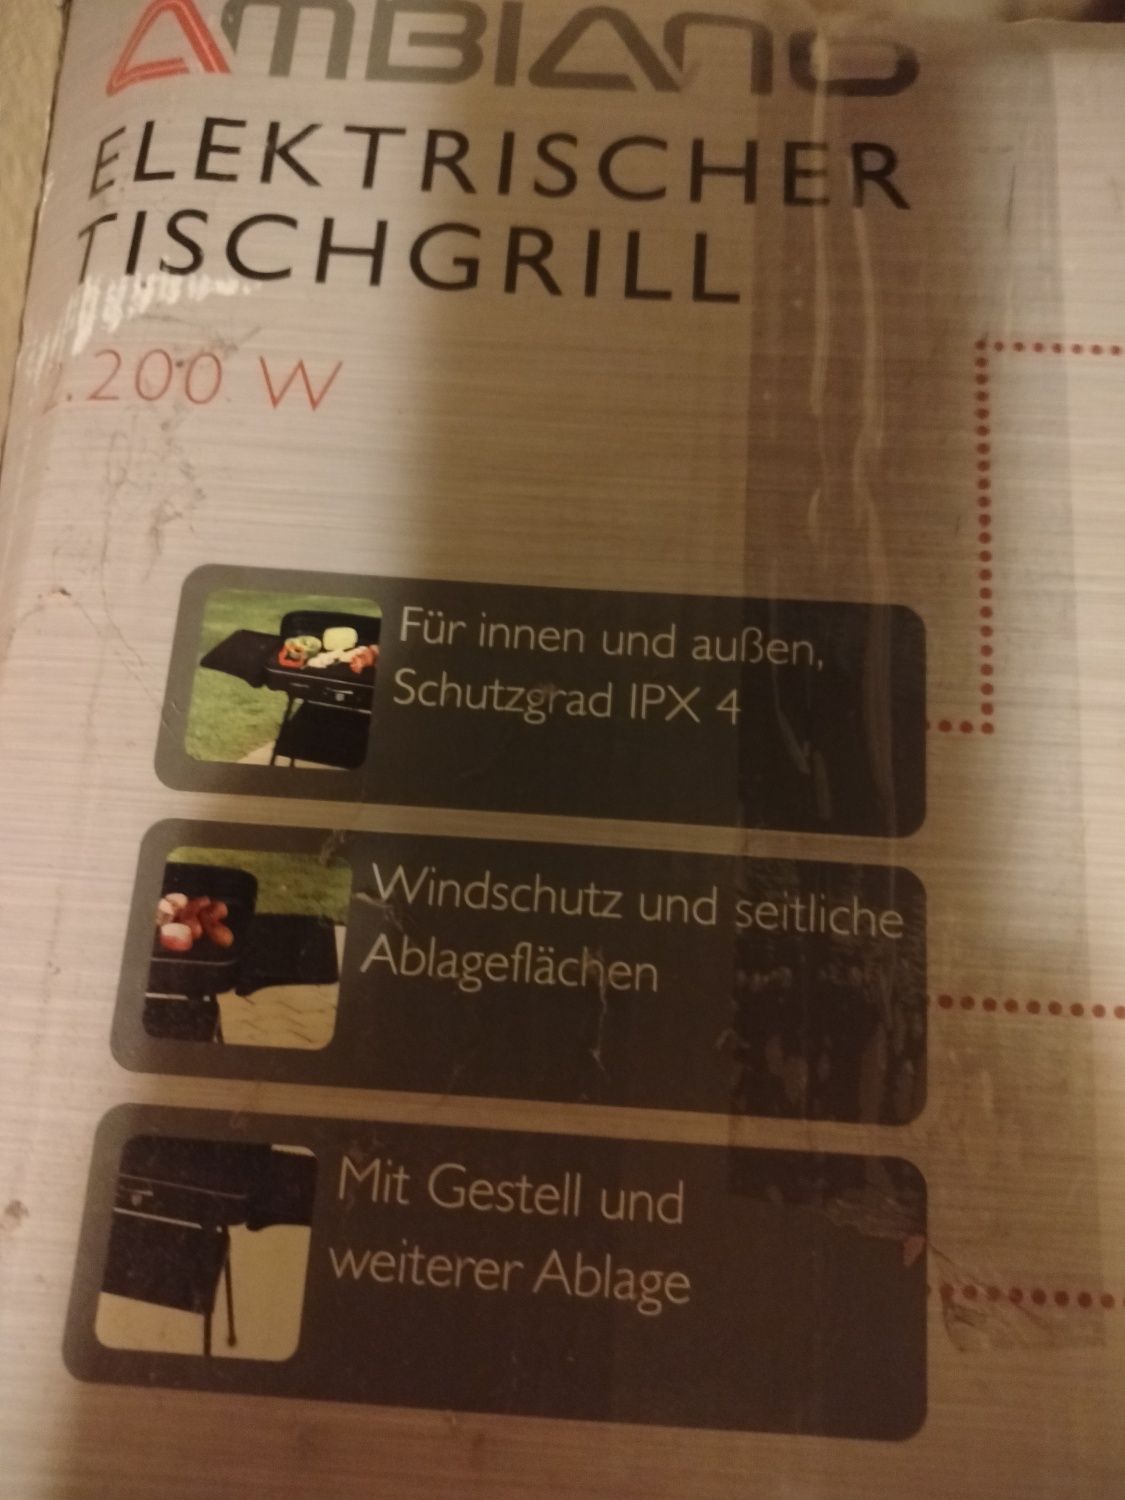 AMBIANO
ELEKTRISCHER
TISCHGRILL
.200 W
Für innen und außen,
Schutzgrad IPX 4
Windschutz und seitliche
Ablageflächen
Mit Gestell und
weiterer Ablage